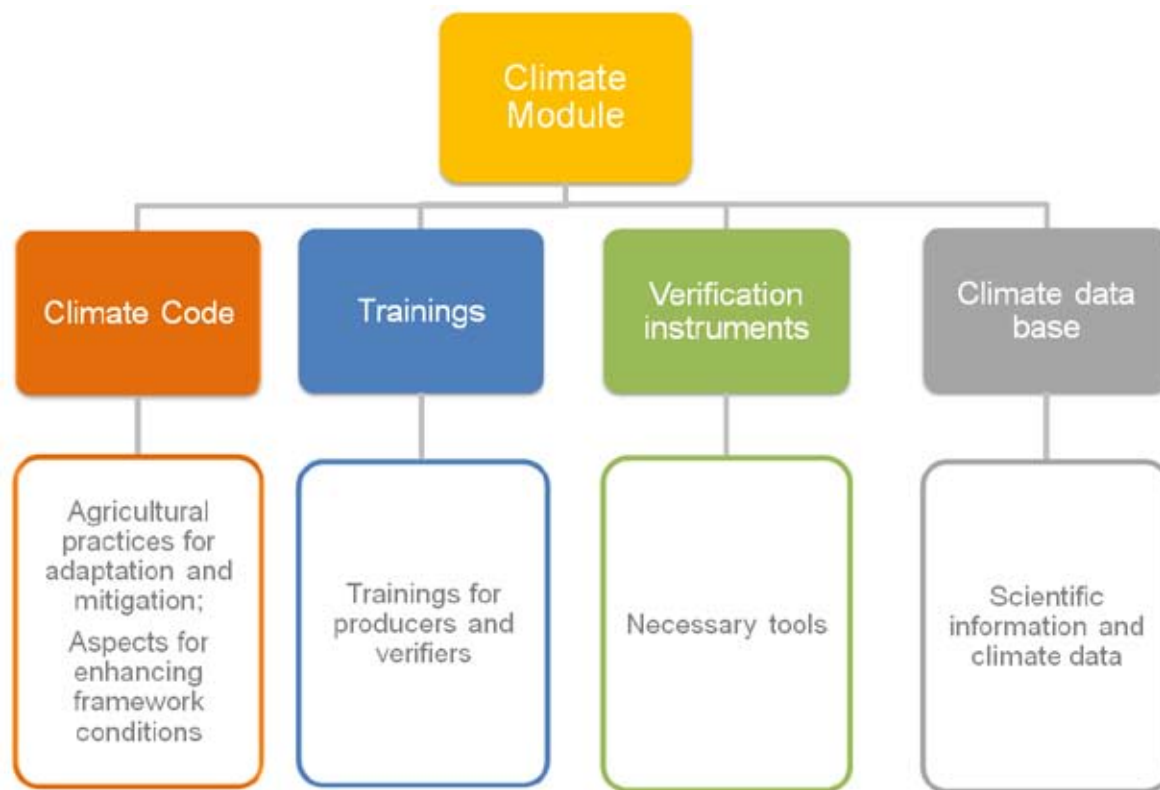 Climate
Module
Climate Code
Trainings
Verification
instruments
Climate data
base
Agricultural
practices for
adaptation and
mitigation;
Aspects for
enhancing
framework
conditions
Trainings for
producers and
verifiers
Necessary tools
Scientific
information and
climate data